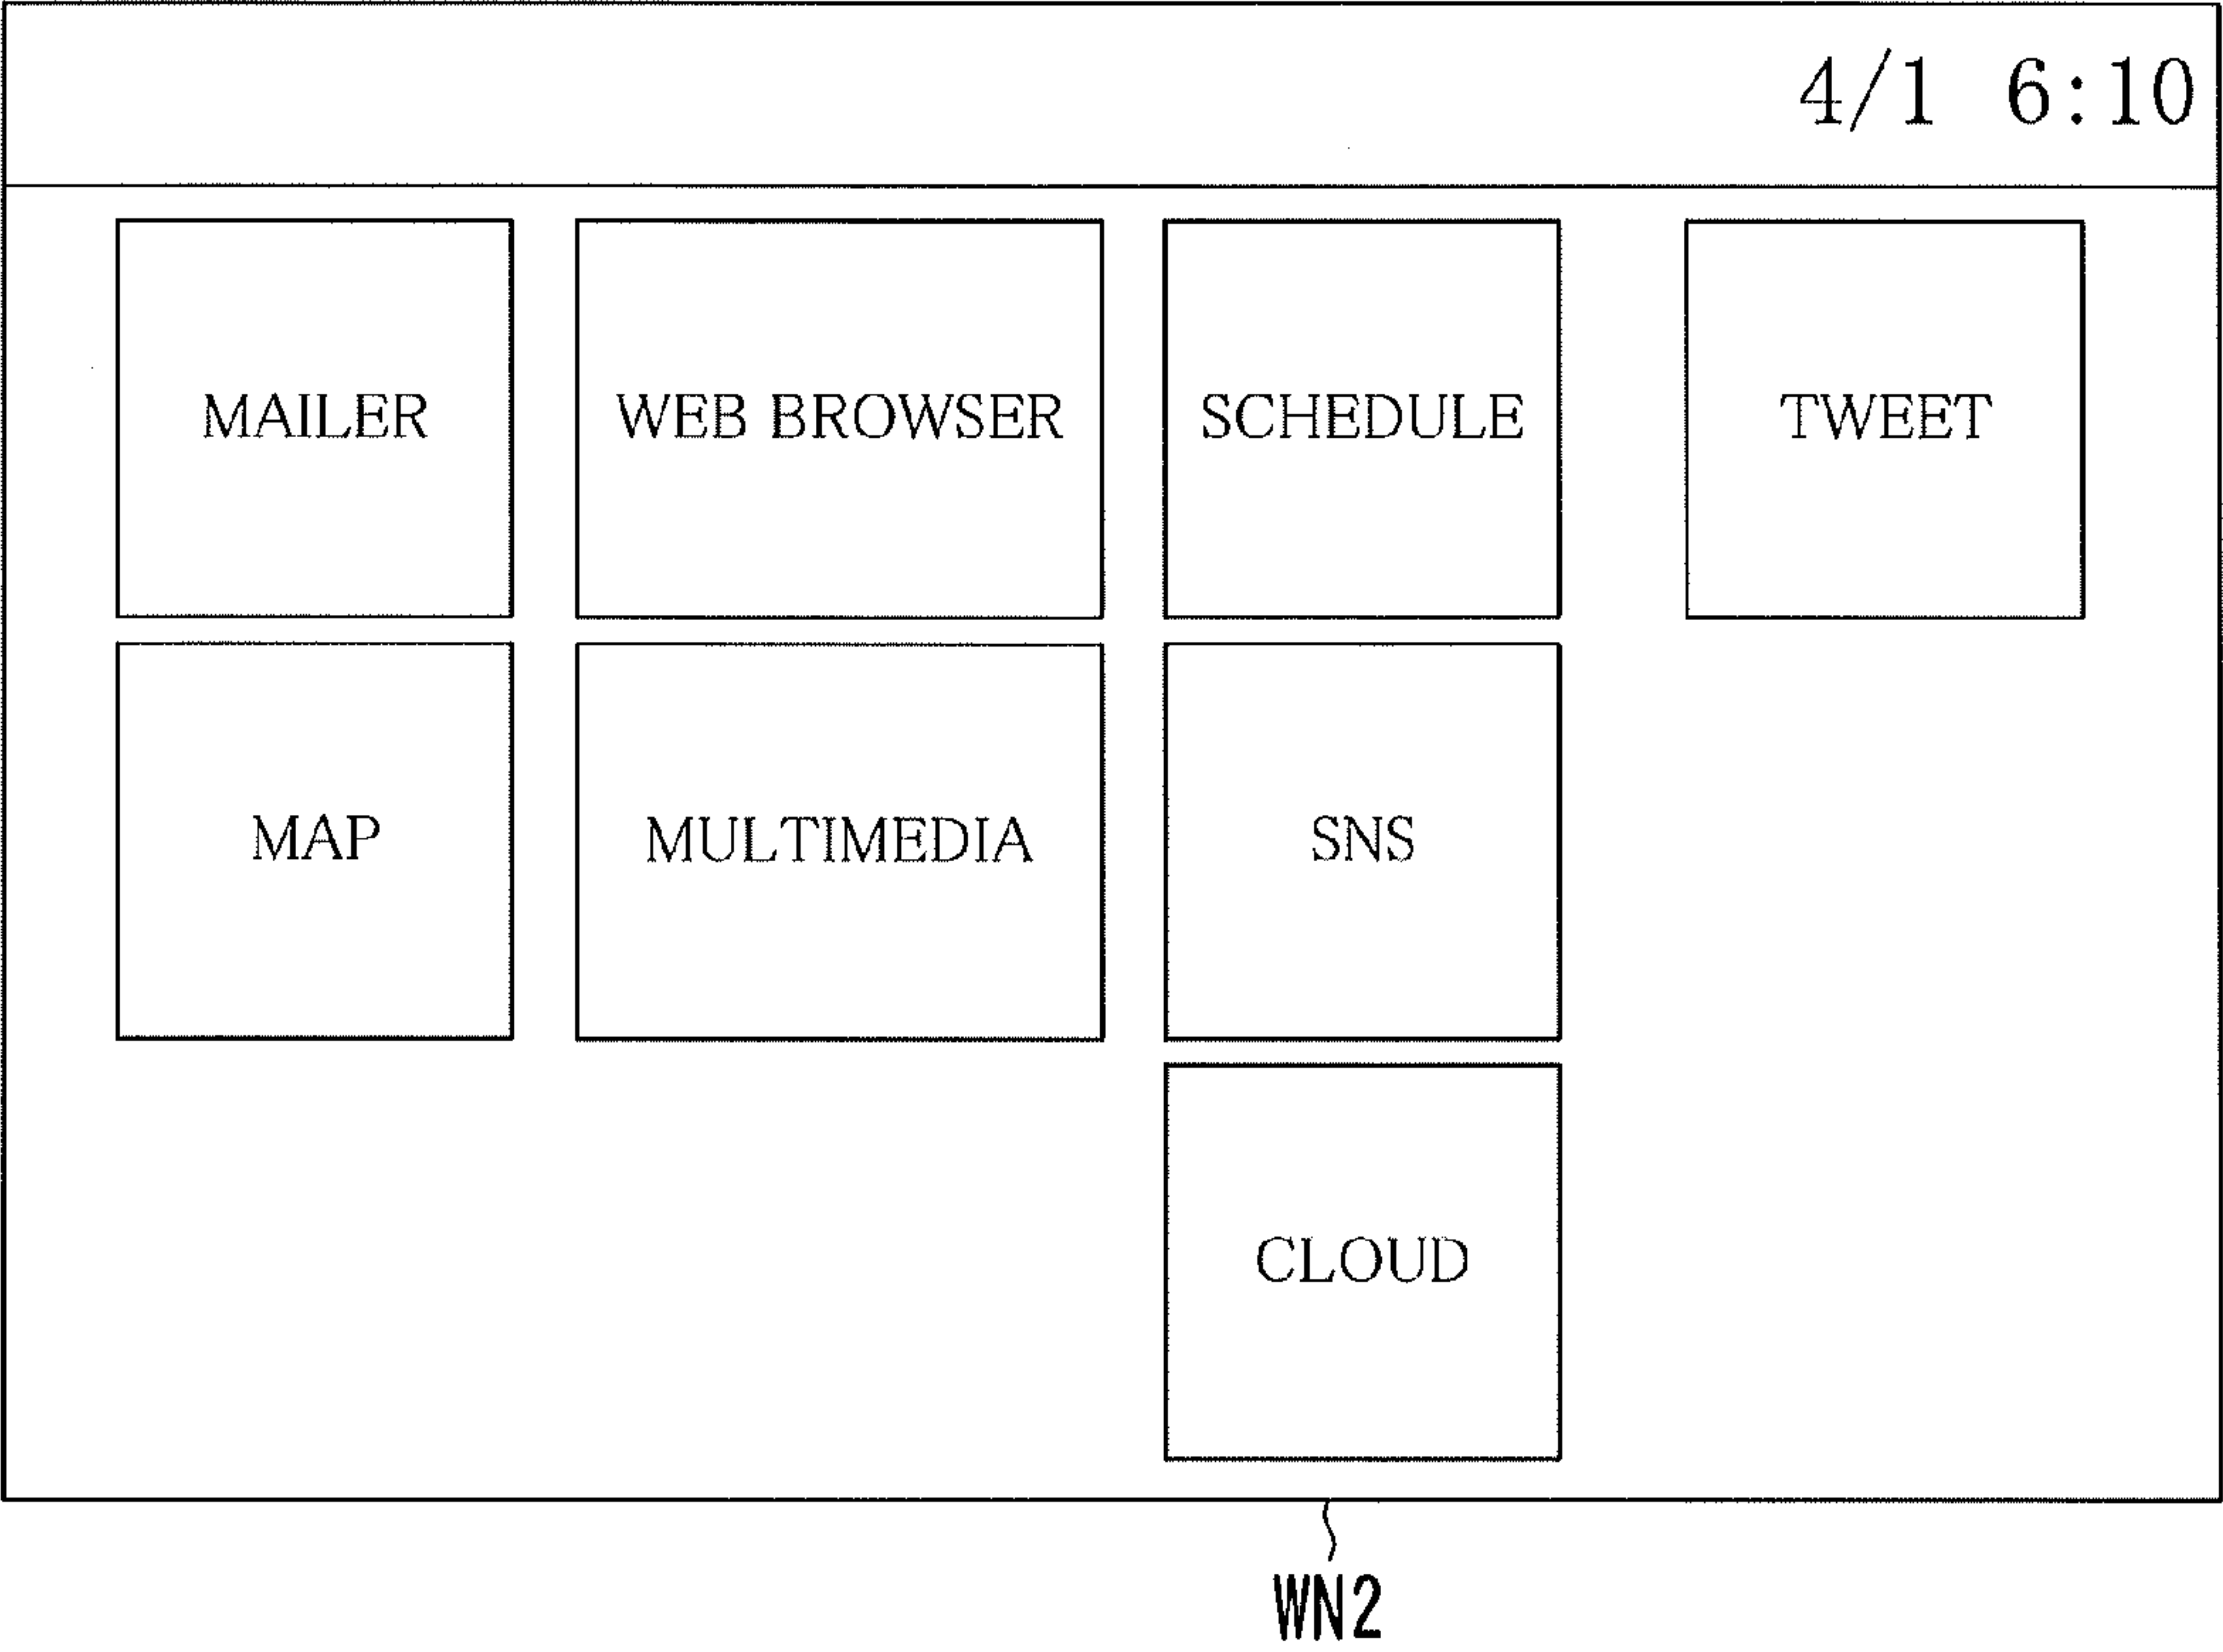 4/1 6:10
MAILER
WEB BROWSER
SCHEDULE
TWEET
MAP
MULTIMEDIA
SNS
CLOUD
WN2